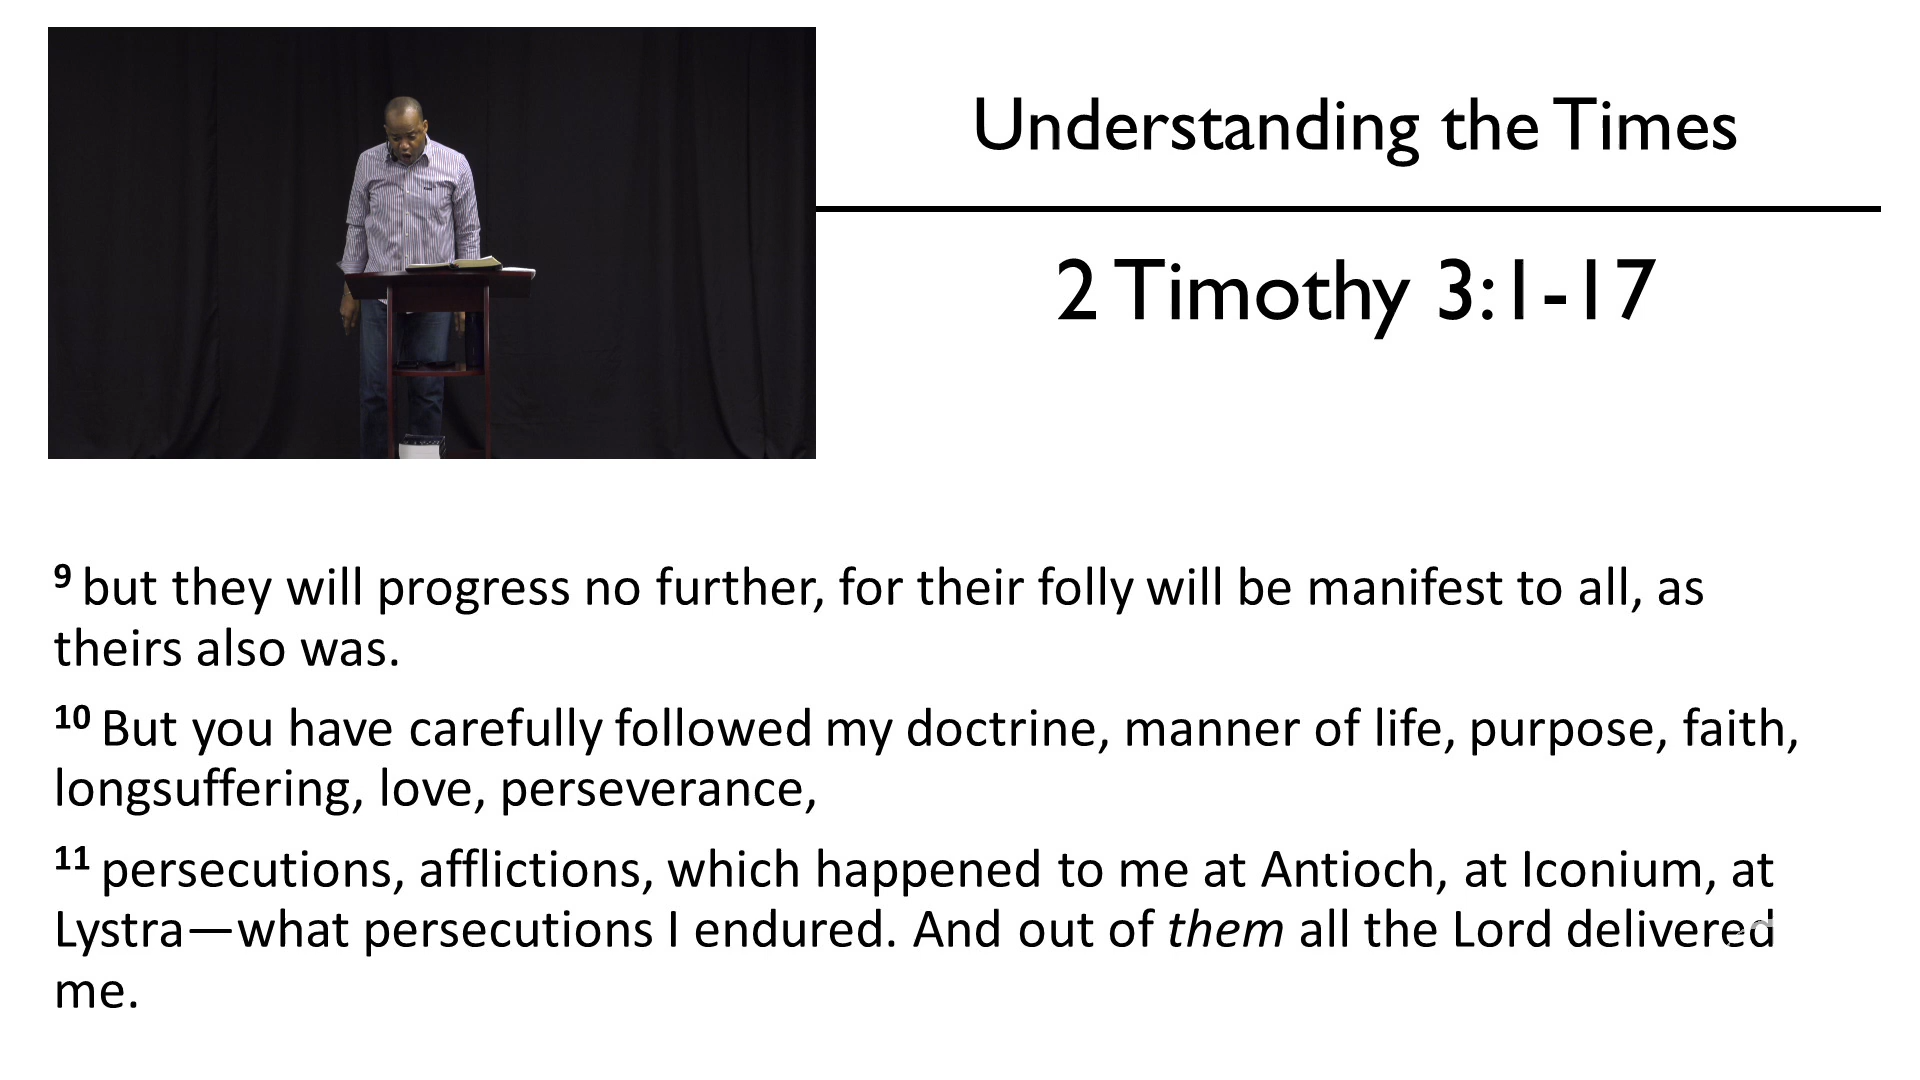 Understanding the Times
2 Timothy 3:1-17
9 but they will progress no further, for their folly will be manifest to all, as
theirs also was.
10 But you have carefully followed my doctrine, manner of life, purpose, faith,
longsuffering, love, perseverance,
11 persecutions, afflictions, which happened to me at Antioch, at Iconium, at
Lystra—what persecutions I endured. And out of them all the Lord delivered
me.